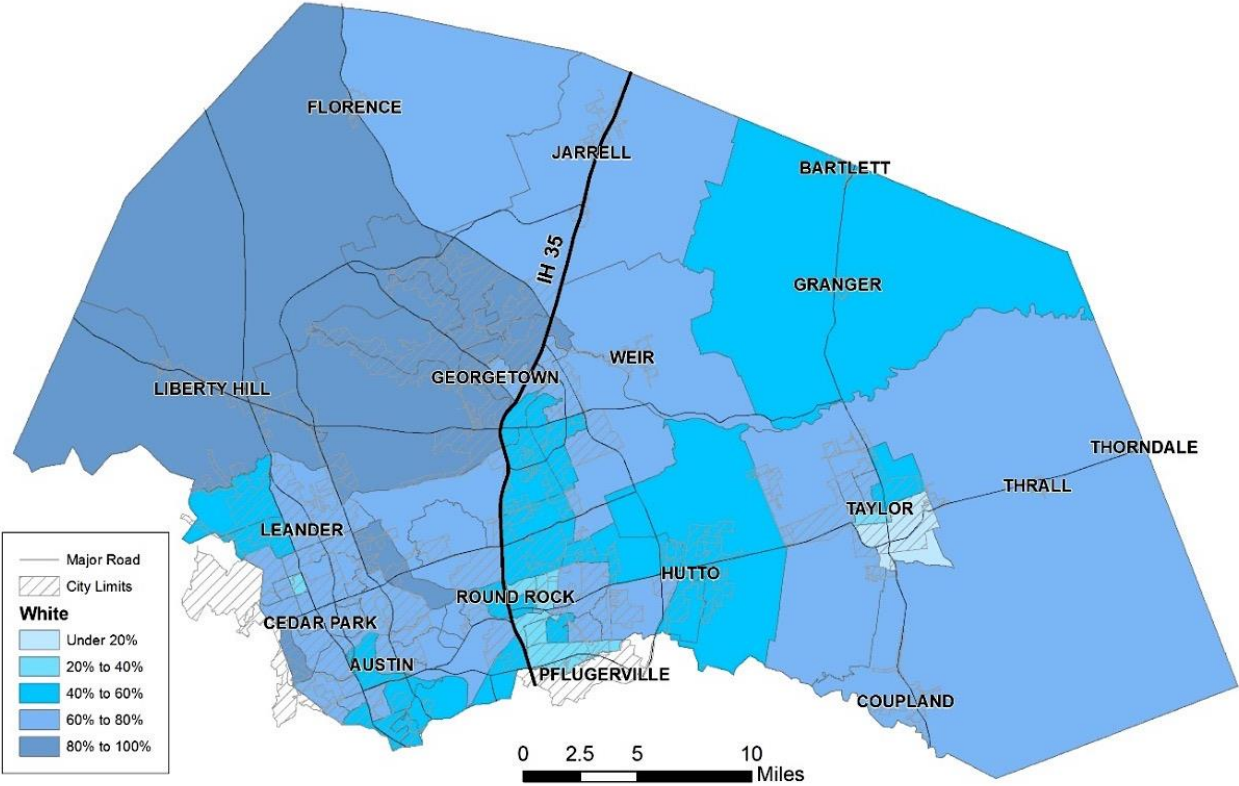 FLORENCE
JARRELL
BARTLETT
IH 35
GRANGER
WEIR
GEORGETOWN
LIBERTY HILL
THORNDALE
THRALL
TAYLOR
LEANDER
HUTTO
ROUND ROCK
CEDAR PARK
AUSTIN
PFLUGERVILLE
COUPLAND
Major Road
City Limits
White
Under 20%
20% to 40%
40% to 60%
60% to 80%
80% to 100%
0 2.5 5 10
Miles